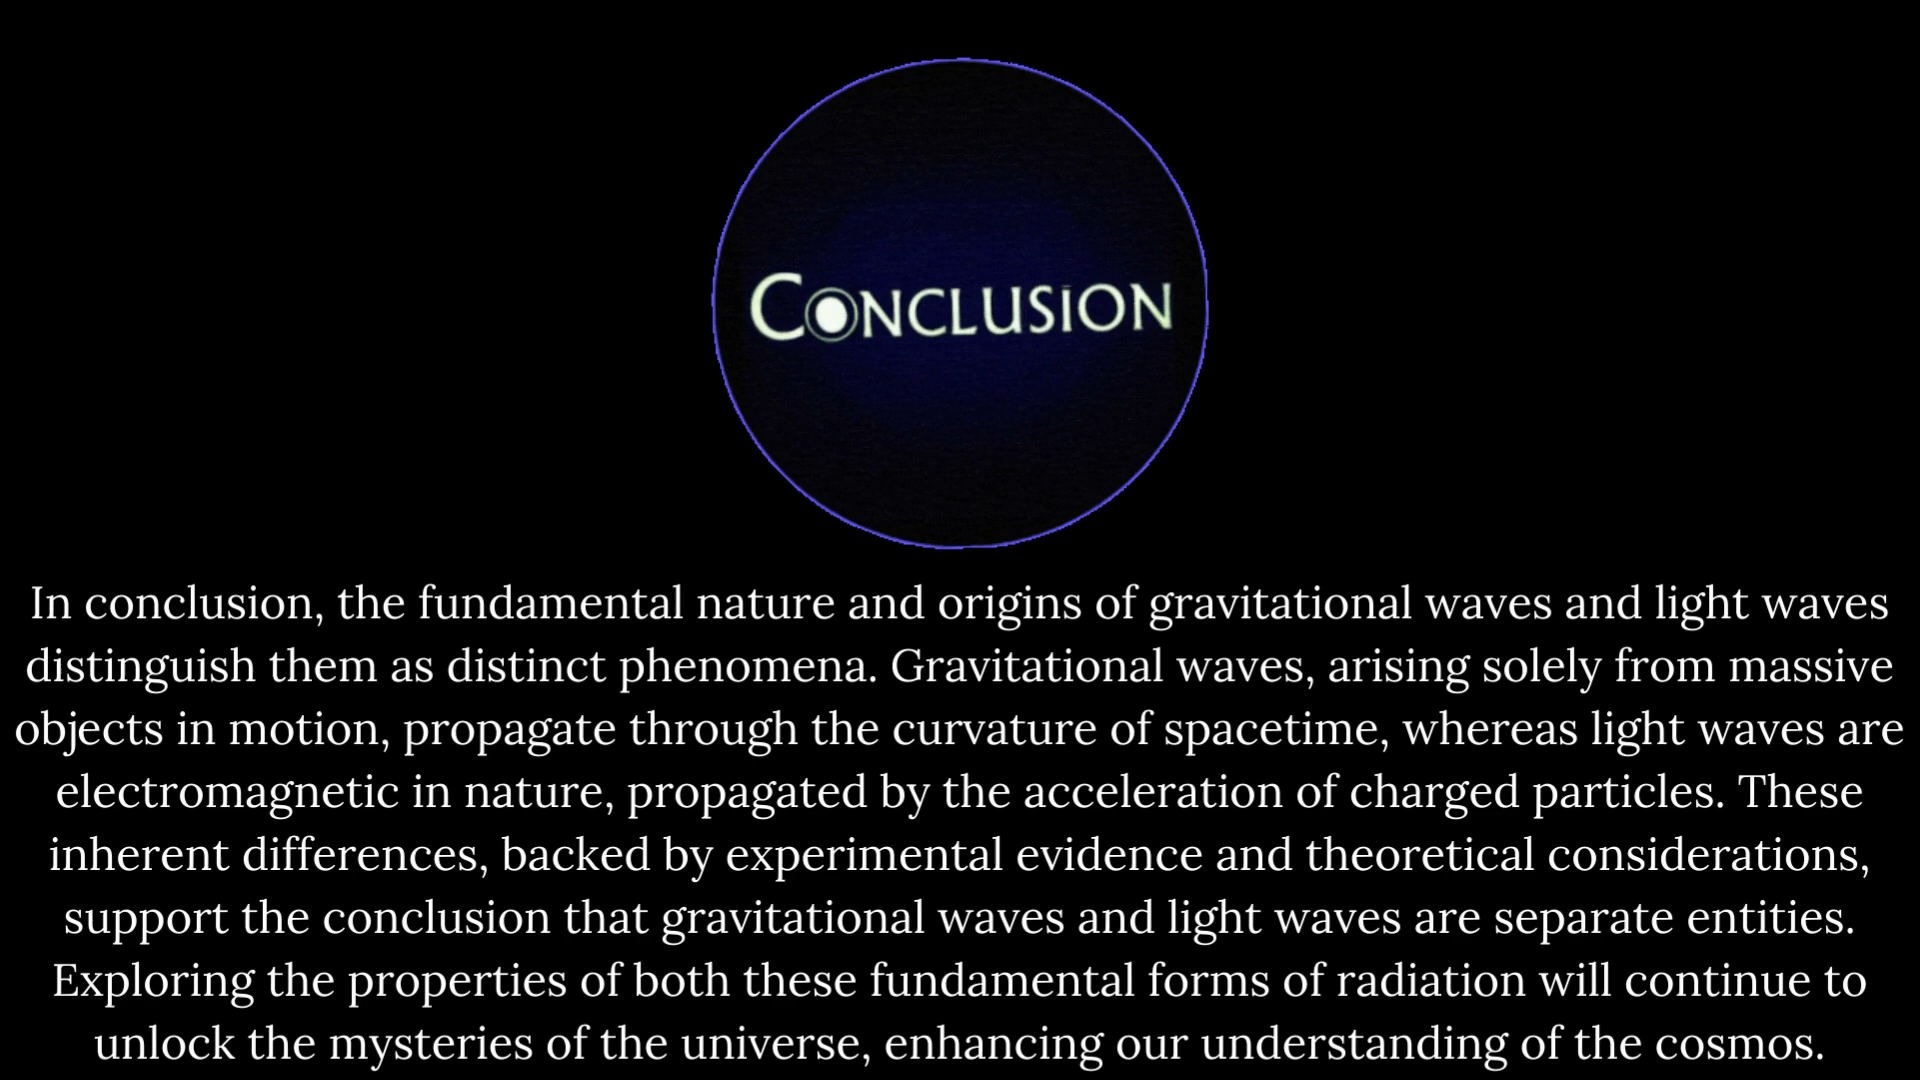 CONCLUSION
In conclusion, the fundamental nature and origins of gravitational waves and light waves
distinguish them as distinct phenomena. Gravitational waves, arising solely from massive
objects in motion, propagate through the curvature of spacetime, whereas light waves are
electromagnetic in nature, propagated by the acceleration of charged particles. These
inherent differences, backed by experimental evidence and theoretical considerations,
support the conclusion that gravitational waves and light waves are separate entities.
Exploring the properties of both these fundamental forms of radiation will continue to
unlock the mysteries of the universe, enhancing our understanding of the cosmos.